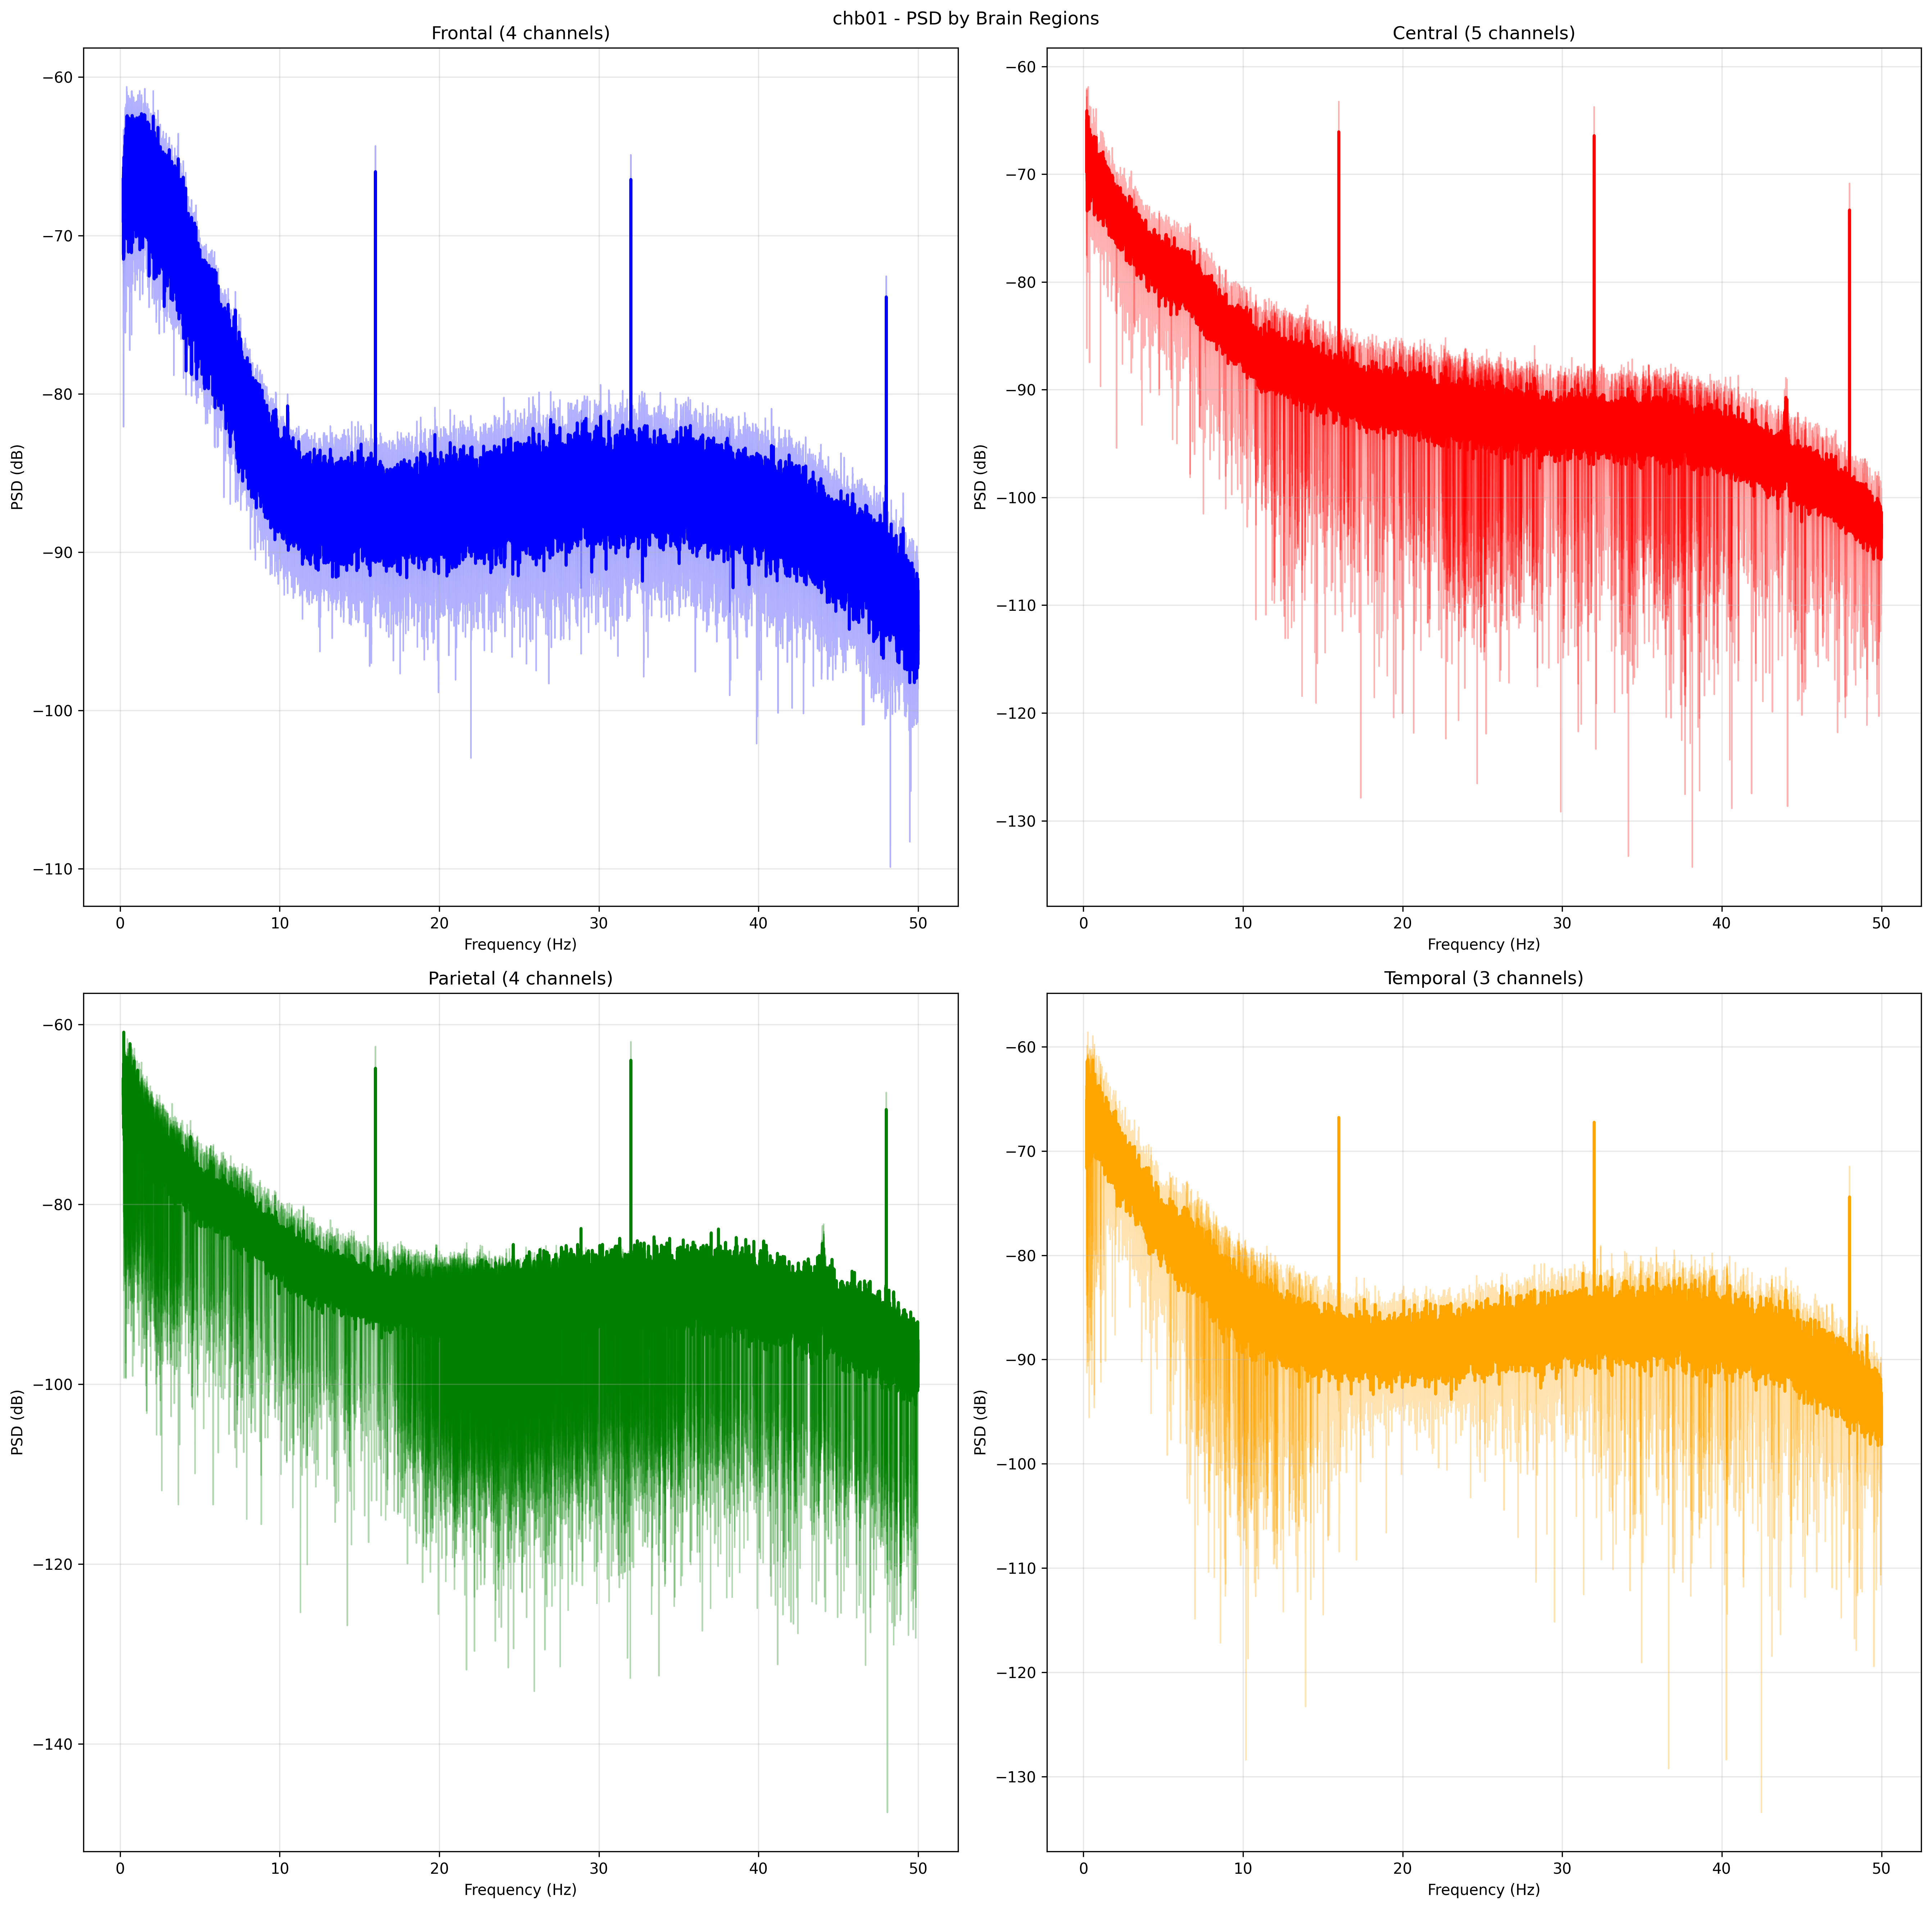 chb01 - PSD by Brain Regions
Frontal (4 channels)
−60
−70
−80
−90
−100
−110
PSD (dB)
0 10 20 30 40 50
Frequency (Hz)
Central (5 channels)
−60
−70
−80
−90
−100
−110
−120
−130
PSD (dB)
0 10 20 30 40 50
Frequency (Hz)
Parietal (4 channels)
−60
−80
−100
−120
−140
PSD (dB)
0 10 20 30 40 50
Frequency (Hz)
Temporal (3 channels)
−60
−70
−80
−90
−100
−110
−120
−130
PSD (dB)
0 10 20 30 40 50
Frequency (Hz)